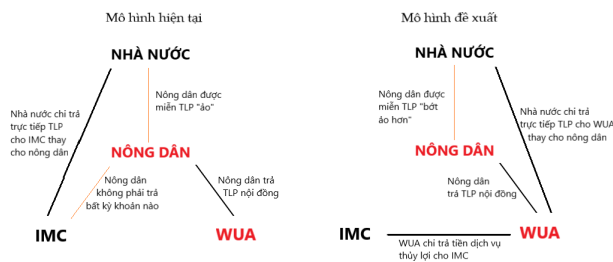 Mô hình hiện tại
NHÀ NƯỚC
Nông dân được
miễn TLP "ảo"
Nhà nước chi trả
trực tiếp TLP
cho IMC thay
cho nông dân
NÔNG DÂN
Nông dân
không phải trả
bất kỳ khoản nào
Nông dân trả
TLP nội đồng
IMC
WUA
Mô hình đề xuất
NHÀ NƯỚC
Nông dân được
miễn TLP "bớt
ảo hơn"
Nhà nước chi trả
trực tiếp TLP cho WUA
thay cho nông dân
NÔNG DÂN
Nông dân
trả TLP nội đồng
IMC
WUA
WUA chi trả tiền dịch vụ
thủy lợi cho IMC